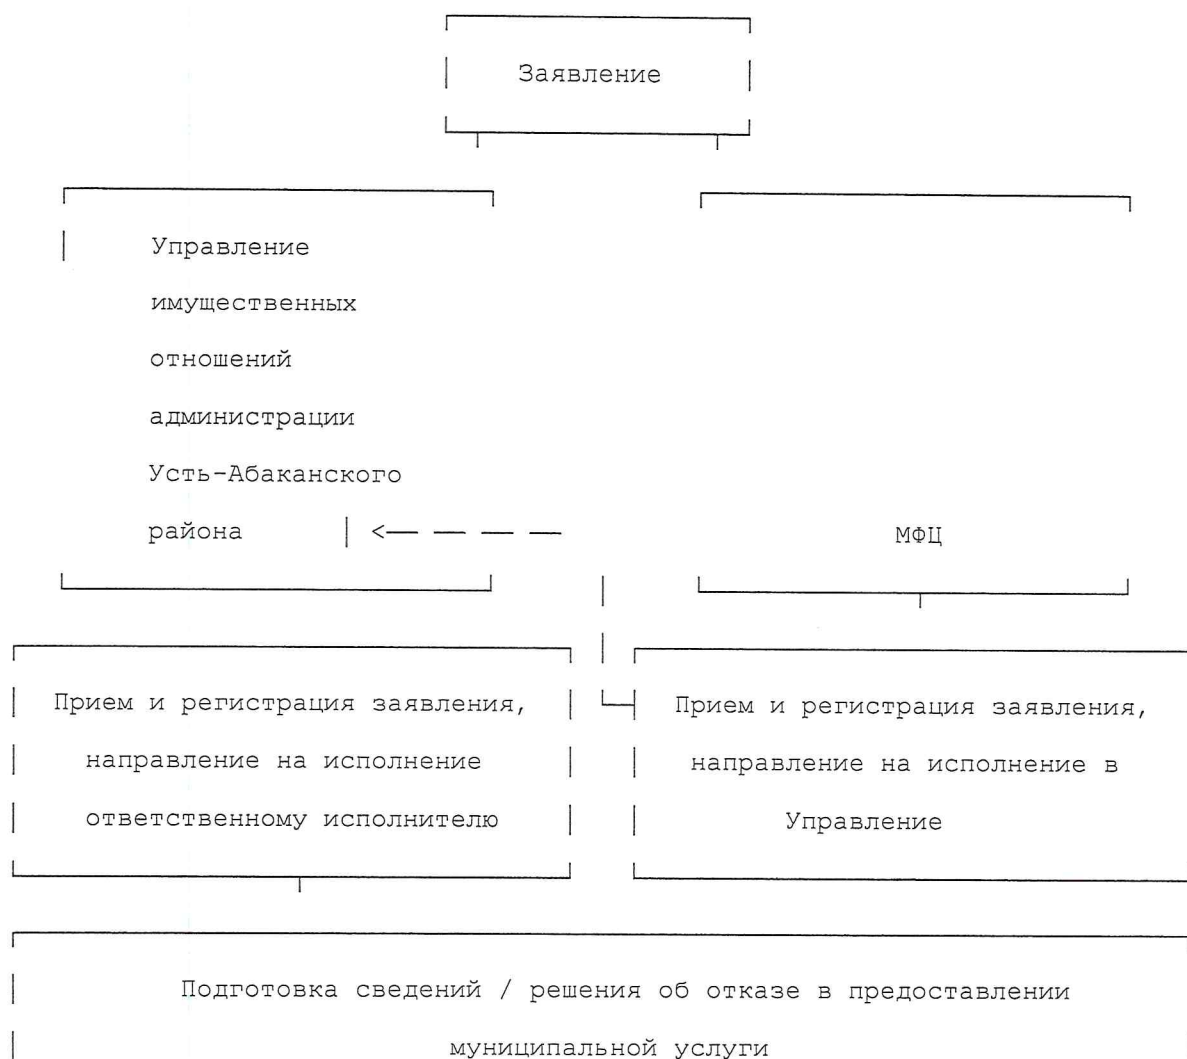 Заявление
Управление
имущественных
отношений
администрации
Усть-Абаканского
района
МФЦ
Прием и регистрация заявления,
направление на исполнение
ответственному исполнителю
Прием и регистрация заявления,
направление на исполнение в
Управление
Подготовка сведений / решения об отказе в предоставлении
муниципальной услуги